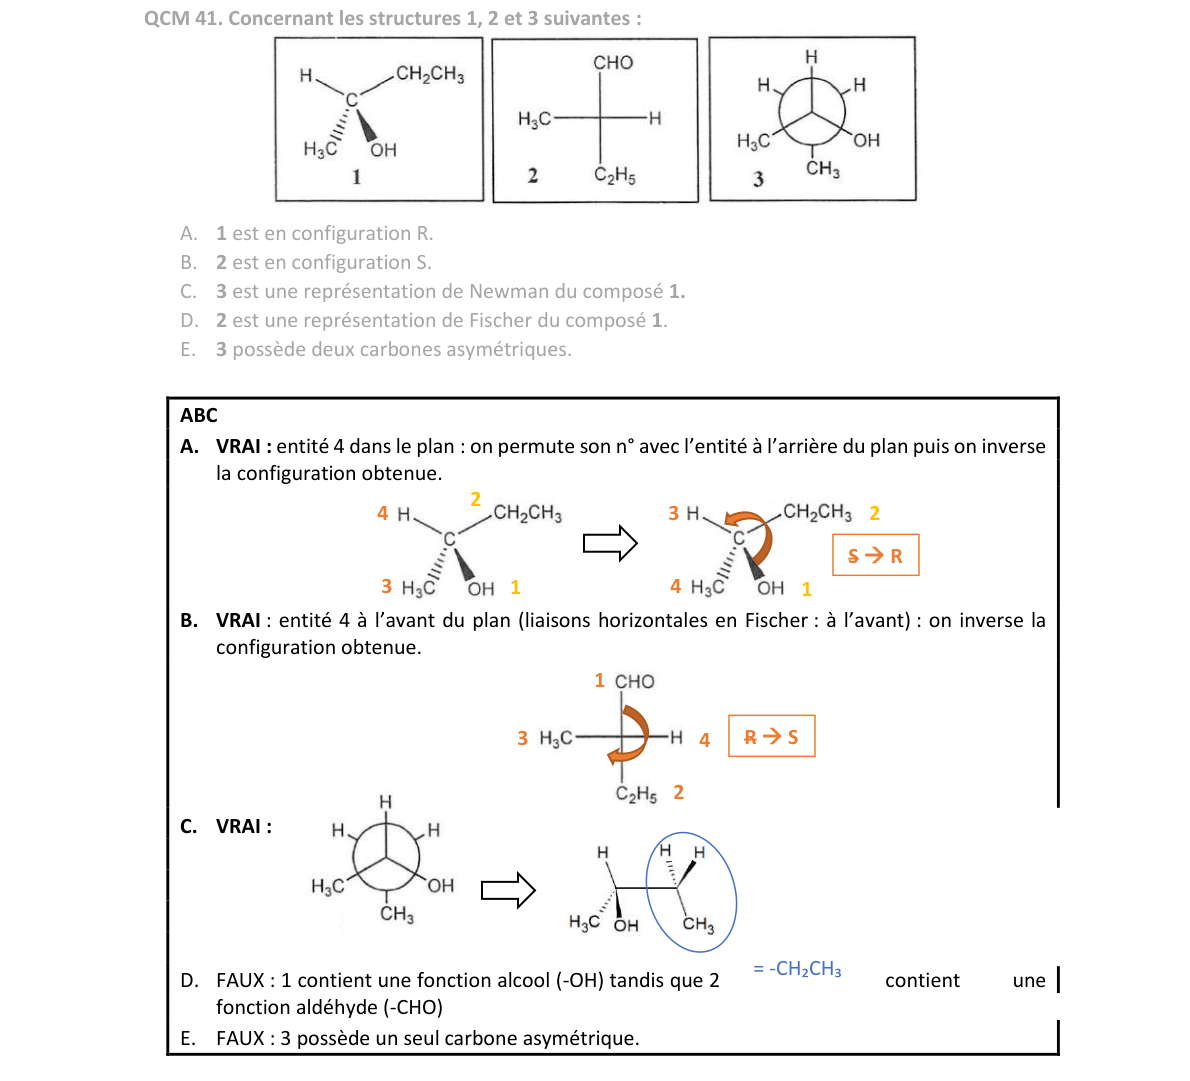 QCM 41. Concernant les structures 1, 2 et 3 suivantes :
H CH₂CH₃ C H₃C OH 1
CHO H₃C H C₂H₅ 2
H H H H₃C OH CH₃ 3
A. 1 est en configuration R.
B. 2 est en configuration S.
C. 3 est une représentation de Newman du composé 1.
D. 2 est une représentation de Fischer du composé 1.
E. 3 possède deux carbones asymétriques.
ABC
A. VRAI : entité 4 dans le plan : on permute son n° avec l’entité à l’arrière du plan puis on inverse
la configuration obtenue.
4 H 2 CH₂CH₃ C 3 H₃C OH 1
3 H CH₂CH₃ 2 C 4 H₃C OH 1
S → R
B. VRAI : entité 4 à l’avant du plan (liaisons horizontales en Fischer : à l’avant) : on inverse la
configuration obtenue.
1 CHO
3 H₃C H 4 R → S
C₂H₅ 2
C. VRAI :
H H H H₃C OH CH₃
H H H H₃C OH CH₃
= -CH₂CH₃
D. FAUX : 1 contient une fonction alcool (-OH) tandis que 2 contient une
fonction aldéhyde (-CHO)
E. FAUX : 3 possède un seul carbone asymétrique.